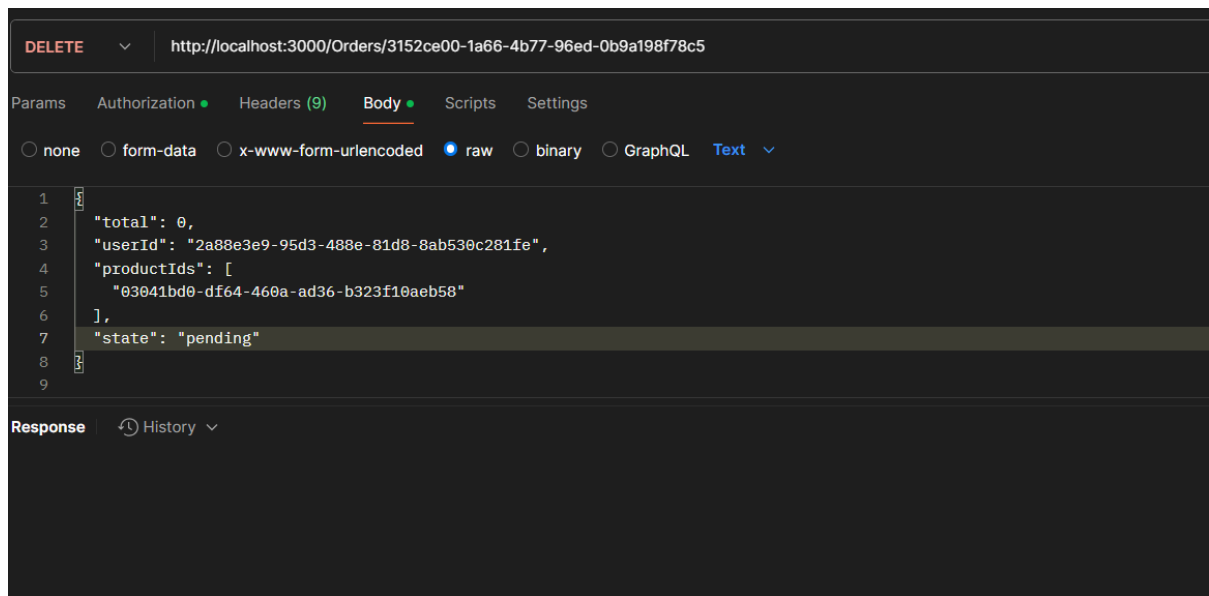 DELETE http://localhost:3000/Orders/3152ce00-1a66-4b77-96ed-0b9a198f78c5
Params Authorization Headers (9) Body Scripts Settings
none form-data x-www-form-urlencoded raw binary GraphQL Text
1 {
2 "total": 0,
3 "userId": "2a88e3e9-95d3-488e-81d8-8ab530c281fe",
4 "productIds": [
5 "03041bd0-df64-460a-ad36-b323f10aeb58"
6 ],
7 "state": "pending"
8 }
9
Response History